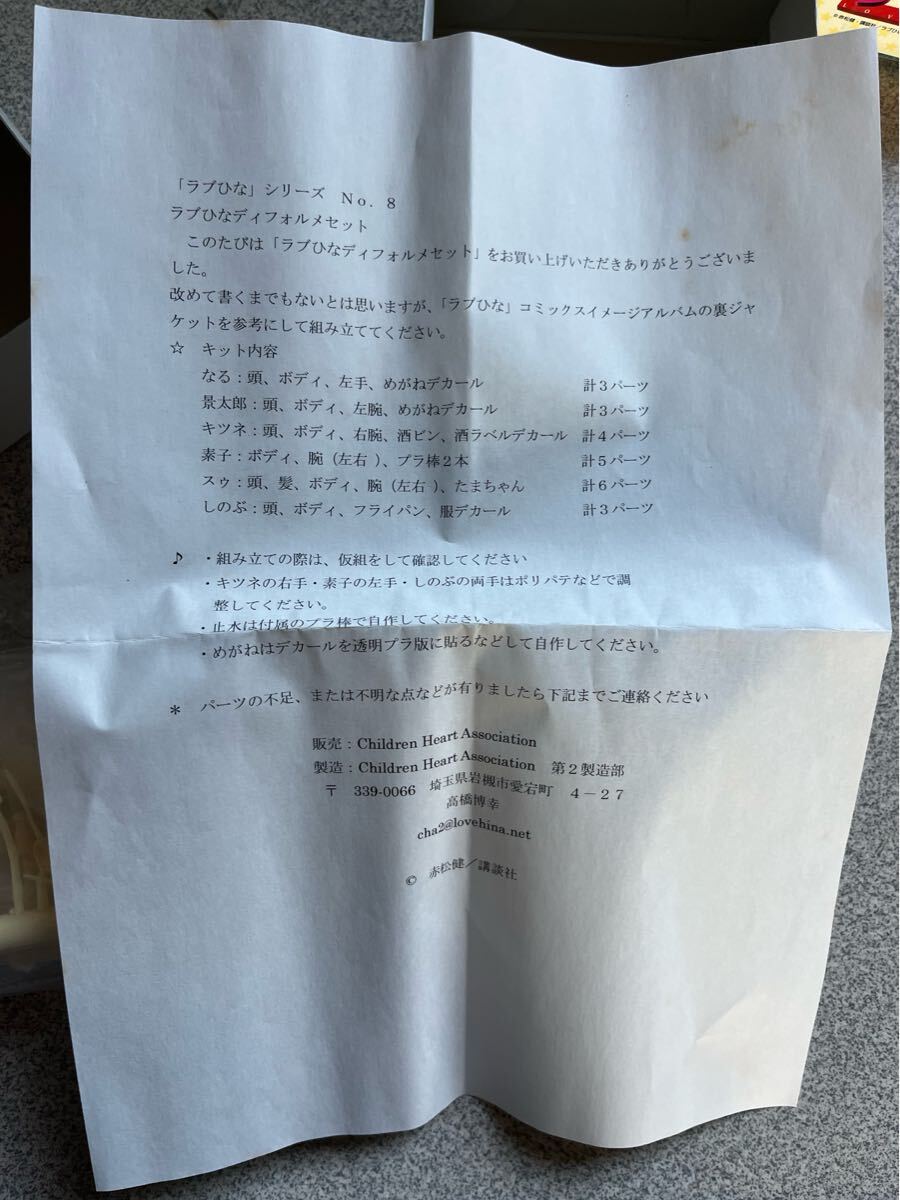 LOV
©赤松健・講談社/ラブひ
「ラブひな」シリーズ　No．8
ラブひなディフォルメセット
このたびは「ラブひなディフォルメセット」をお買い上げいただきありがとうございま
した。
改めて書くまでもないとは思いますが、「ラブひな」コミックスイメージアルバムの裏ジャ
ケットを参考にして組み立ててください。
☆　キット内容
なる：頭、ボディ、左手、めがねデカール　計3パーツ
景太郎：頭、ボディ、左腕、めがねデカール　計3パーツ
キツネ：頭、ボディ、右腕、酒ビン、酒ラベルデカール　計4パーツ
素子：ボディ、腕（左右）、プラ棒2本　計5パーツ
スゥ：頭、髪、ボディ、腕（左右）、たまちゃん　計6パーツ
しのぶ：頭、ボディ、フライパン、服デカール　計3パーツ
♪　・組み立ての際は、仮組をして確認してください
・キツネの右手・素子の左手・しのぶの両手はポリパテなどで調
整してください。
・止水は付属のプラ棒で自作してください。
・めがねはデカールを透明プラ版に貼るなどして自作してください。
＊　パーツの不足、または不明な点などが有りましたら下記までご連絡ください
販売：Children Heart Association
製造：Children Heart Association　第2製造部
〒　339-0066　埼玉県岩槻市愛宕町　4－27
高橋博幸
cha2@lovehina.net
©　赤松健／講談社